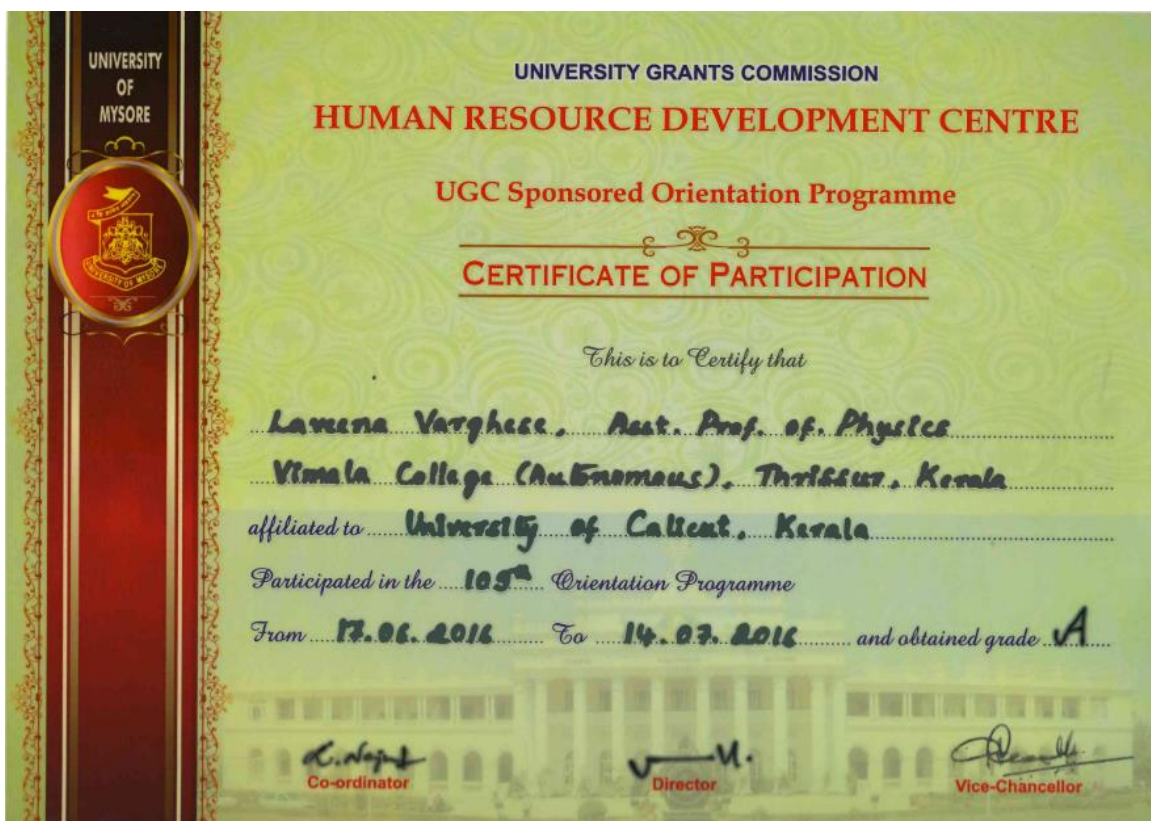 UNIVERSITY
OF
MYSORE
UNIVERSITY OF MYSORE
UNIVERSITY GRANTS COMMISSION
HUMAN RESOURCE DEVELOPMENT CENTRE
UGC Sponsored Orientation Programme
CERTIFICATE OF PARTICIPATION
This is to Certify that
Laveena Varghese, Asst. Prof. of. Physics
Vimala College (Autonomous), Thrissur, Kerala
affiliated to University of Calicut, Kerala
Participated in the 105th Orientation Programme
From 17.06.2016 To 14.07.2016 and obtained grade A
Co-ordinator Director Vice-Chancellor